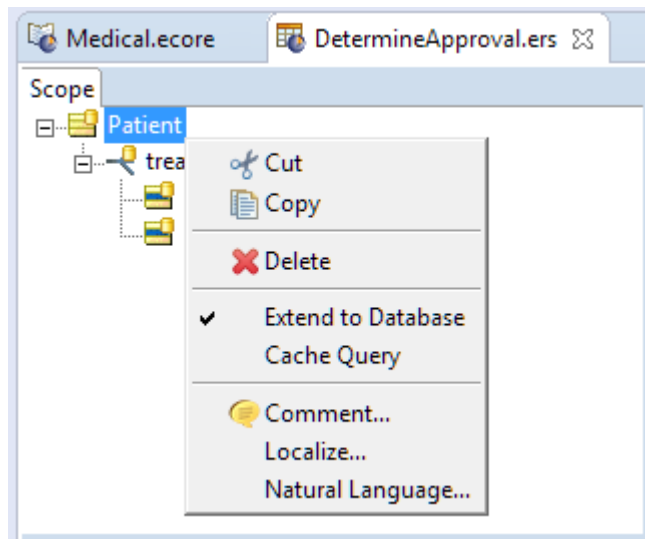 Medical.ecore
DetermineApproval.ers
Scope
Patient
trea
Cut
Copy
Delete
Extend to Database
Cache Query
Comment...
Localize...
Natural Language...